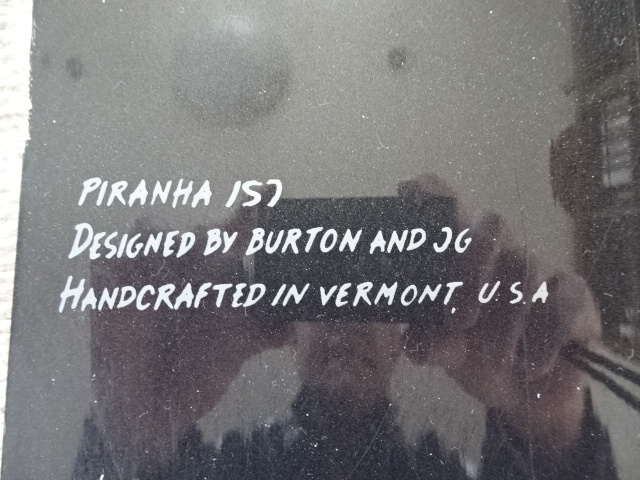 PIRANHA 157
DESIGNED BY BURTON AND JG
HANDCRAFTED IN VERMONT, U.S.A